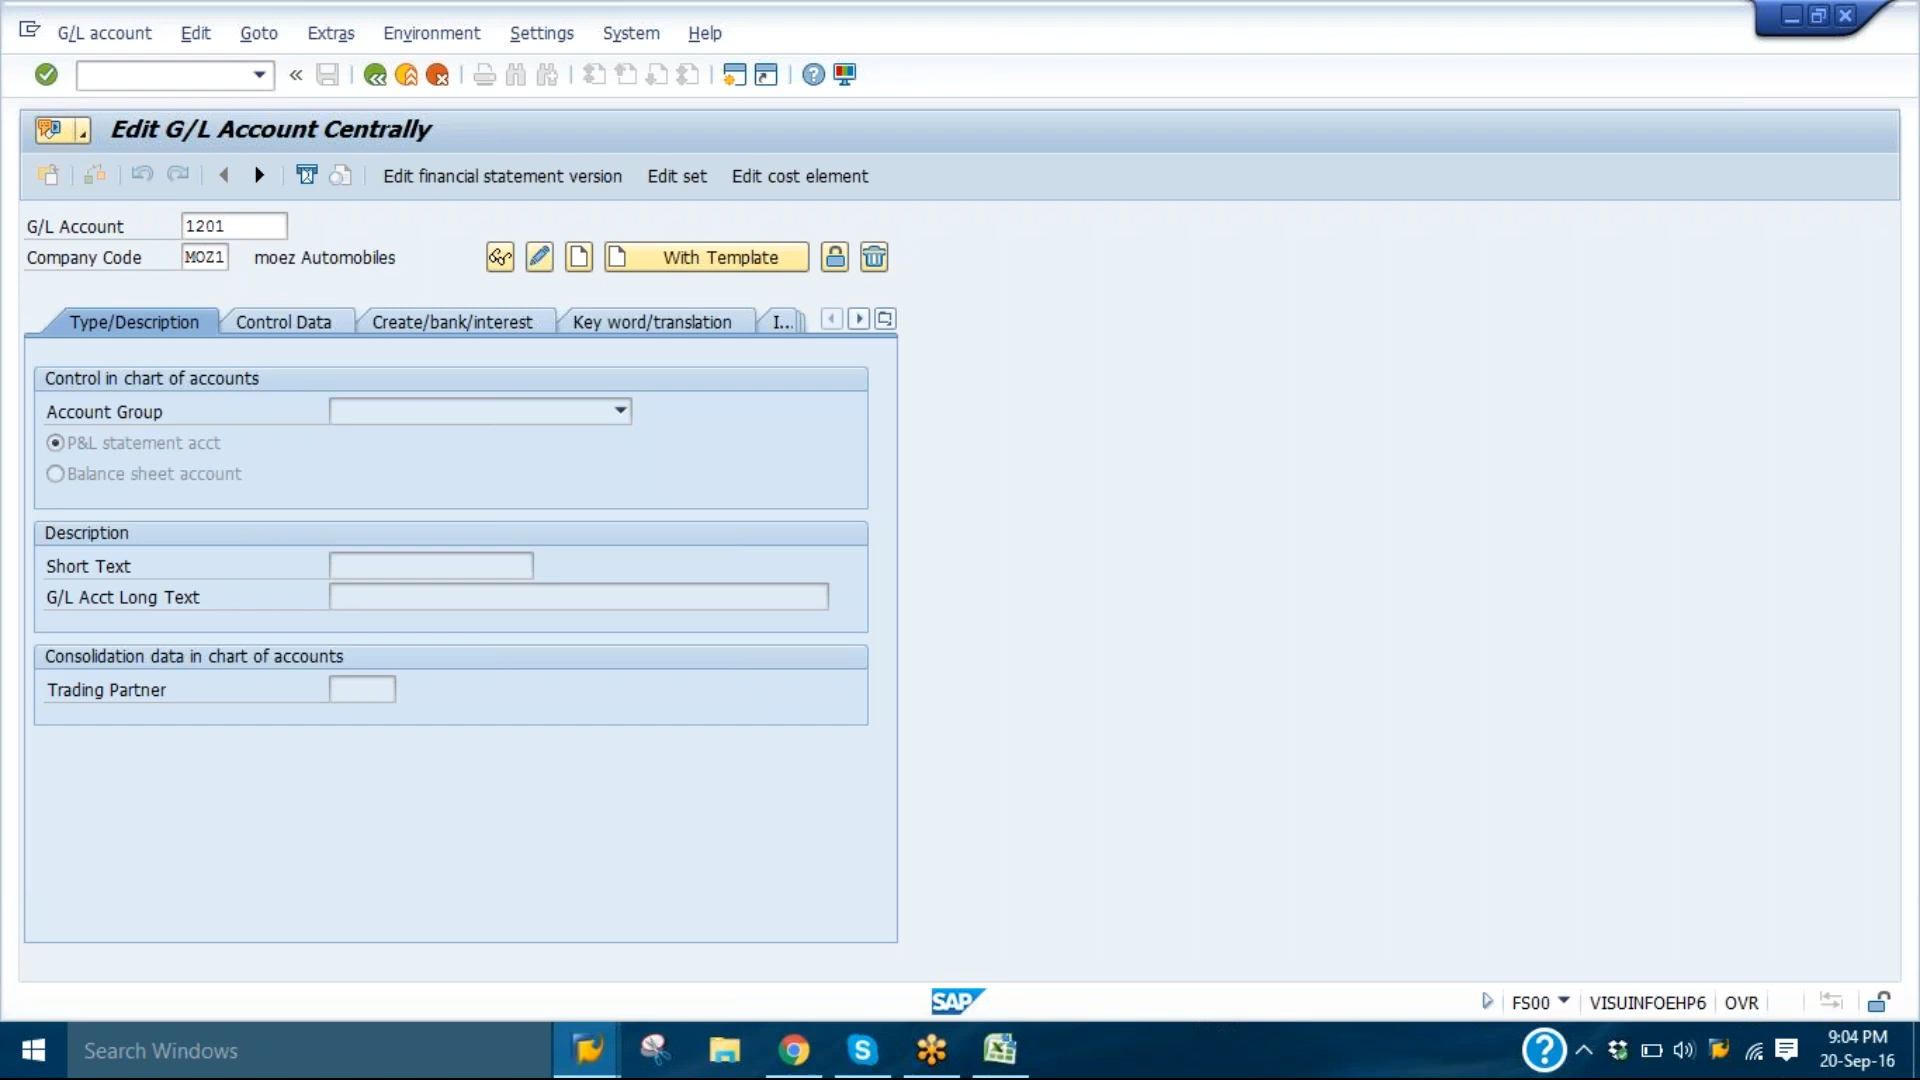 G/L account Edit Goto Extras Environment Settings System Help
Edit G/L Account Centrally
Edit financial statement version Edit set Edit cost element
G/L Account 1201
Company Code MOZ1 moez Automobiles With Template
Type/Description Control Data Create/bank/interest Key word/translation I...
Control in chart of accounts
Account Group
P&L statement acct
Balance sheet account
Description
Short Text
G/L Acct Long Text
Consolidation data in chart of accounts
Trading Partner
SAP FS00 VISUINFOEHP6 OVR
Search Windows
9:04 PM
20-Sep-16